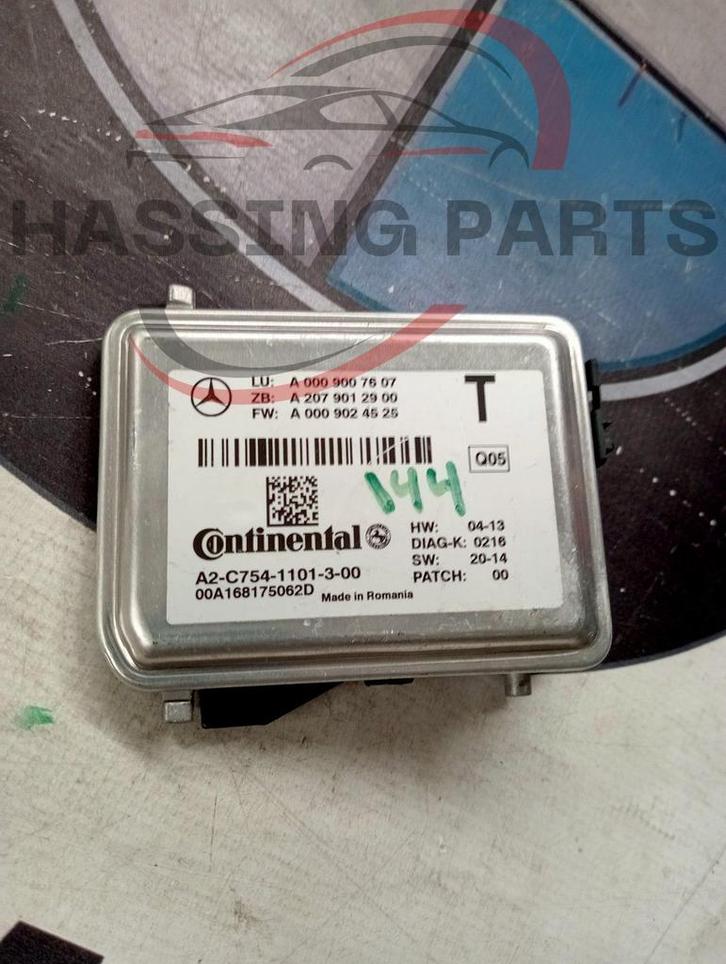 HASSING PARTS
LU: A 000 900 76 07
ZB: A 207 901 29 00
FW: A 000 902 45 25
T
Q05
144
Continental
HW: 04-13
DIAG-K: 0216
SW: 20-14
PATCH: 00
A2-C754-1101-3-00
00A168175062D Made in Romania